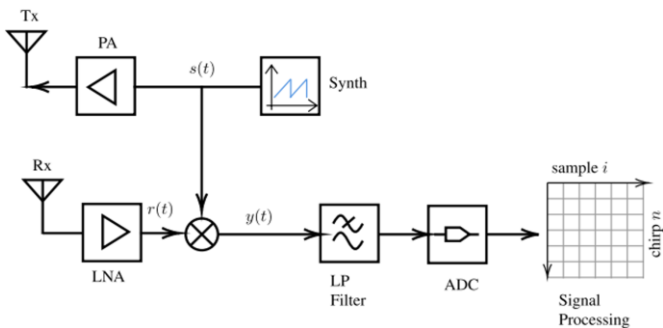 Tx
PA
s(t)
Synth
Rx
r(t)
y(t)
LNA
LP
Filter
ADC
sample i
chirp n
Signal
Processing